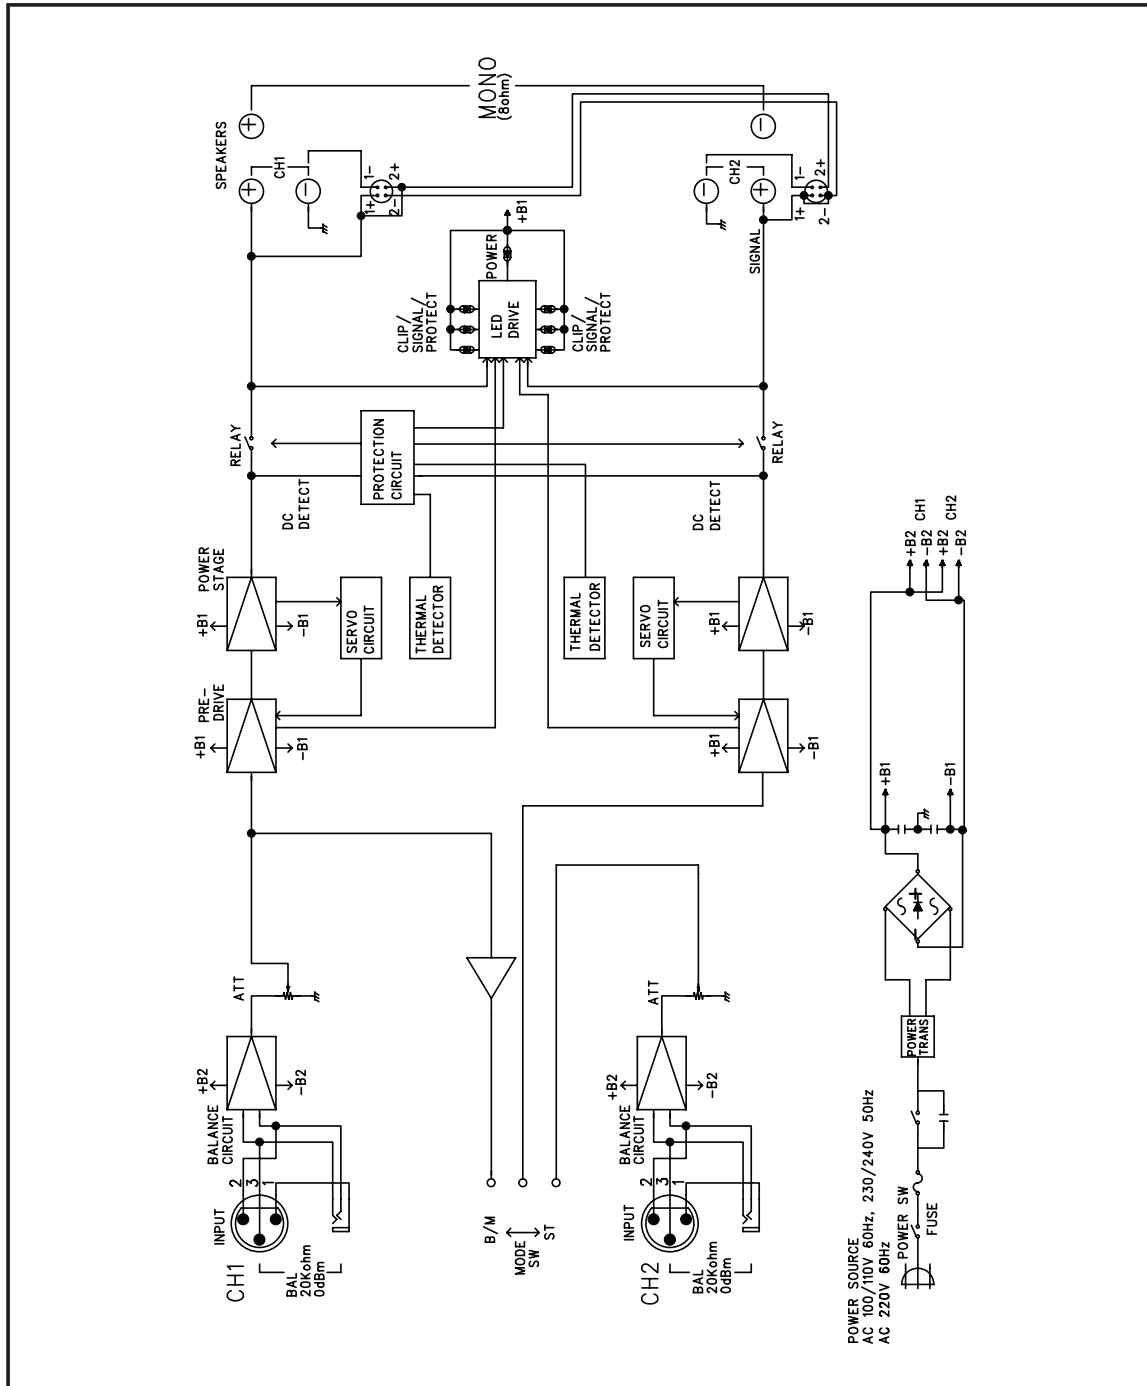 CH1
INPUT
2
3
1
BAL
20Kohm
0dBm
BALANCE
CIRCUIT
+B2
-B2
ATT
PRE-
DRIVE
+B1
-B1
POWER
STAGE
+B1
-B1
SERVO
CIRCUIT
THERMAL
DETECTOR
DC
DETECT
RELAY
PROTECTION
CIRCUIT
CLIP/
SIGNAL/
PROTECT
LED
DRIVE
POWER
+B1
CLIP/
SIGNAL/
PROTECT
SPEAKERS
+
CH1
+
-
1-
2+
1+
2-
MONO
(8ohm)
-
B/M
MODE
SW
ST
CH2
INPUT
2
3
1
BAL
20Kohm
0dBm
BALANCE
CIRCUIT
+B2
-B2
ATT
+B1
-B1
THERMAL
DETECTOR
SERVO
CIRCUIT
+B1
-B1
DC
DETECT
RELAY
SIGNAL
-
CH2
+
1-
2+
1+
2-
POWER SOURCE
AC 100/110V 60Hz, 230/240V 50Hz
AC 220V 60Hz
POWER SW
FUSE
POWER
TRANS
+
-
+B1
-B1
+B2
-B2
CH1
+B2
-B2
CH2